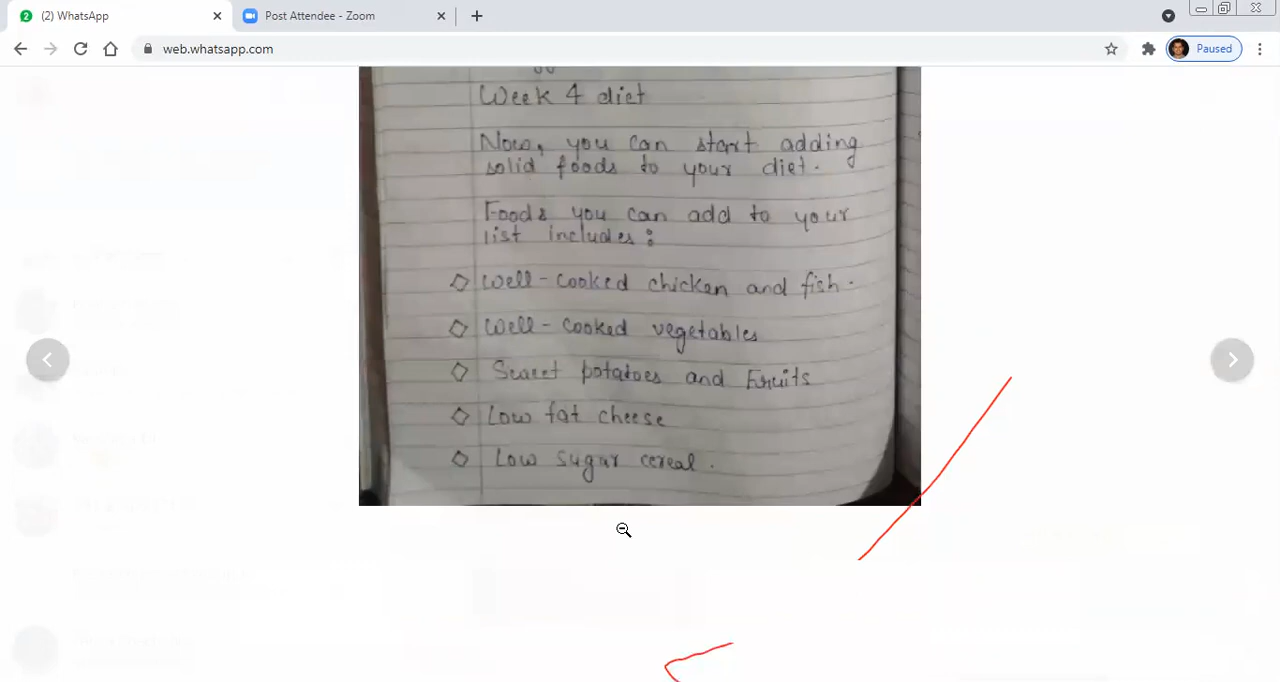 (2) WhatsApp
Post Attendee - Zoom
web.whatsapp.com
Paused
Week 4 diet
Now, you can start adding
solid foods to your diet.
Foods you can add to your
list includes:
Well-cooked chicken and fish.
Well-cooked vegetables
potatoes and Fruits
Low fat cheese
Low sugar cereal.